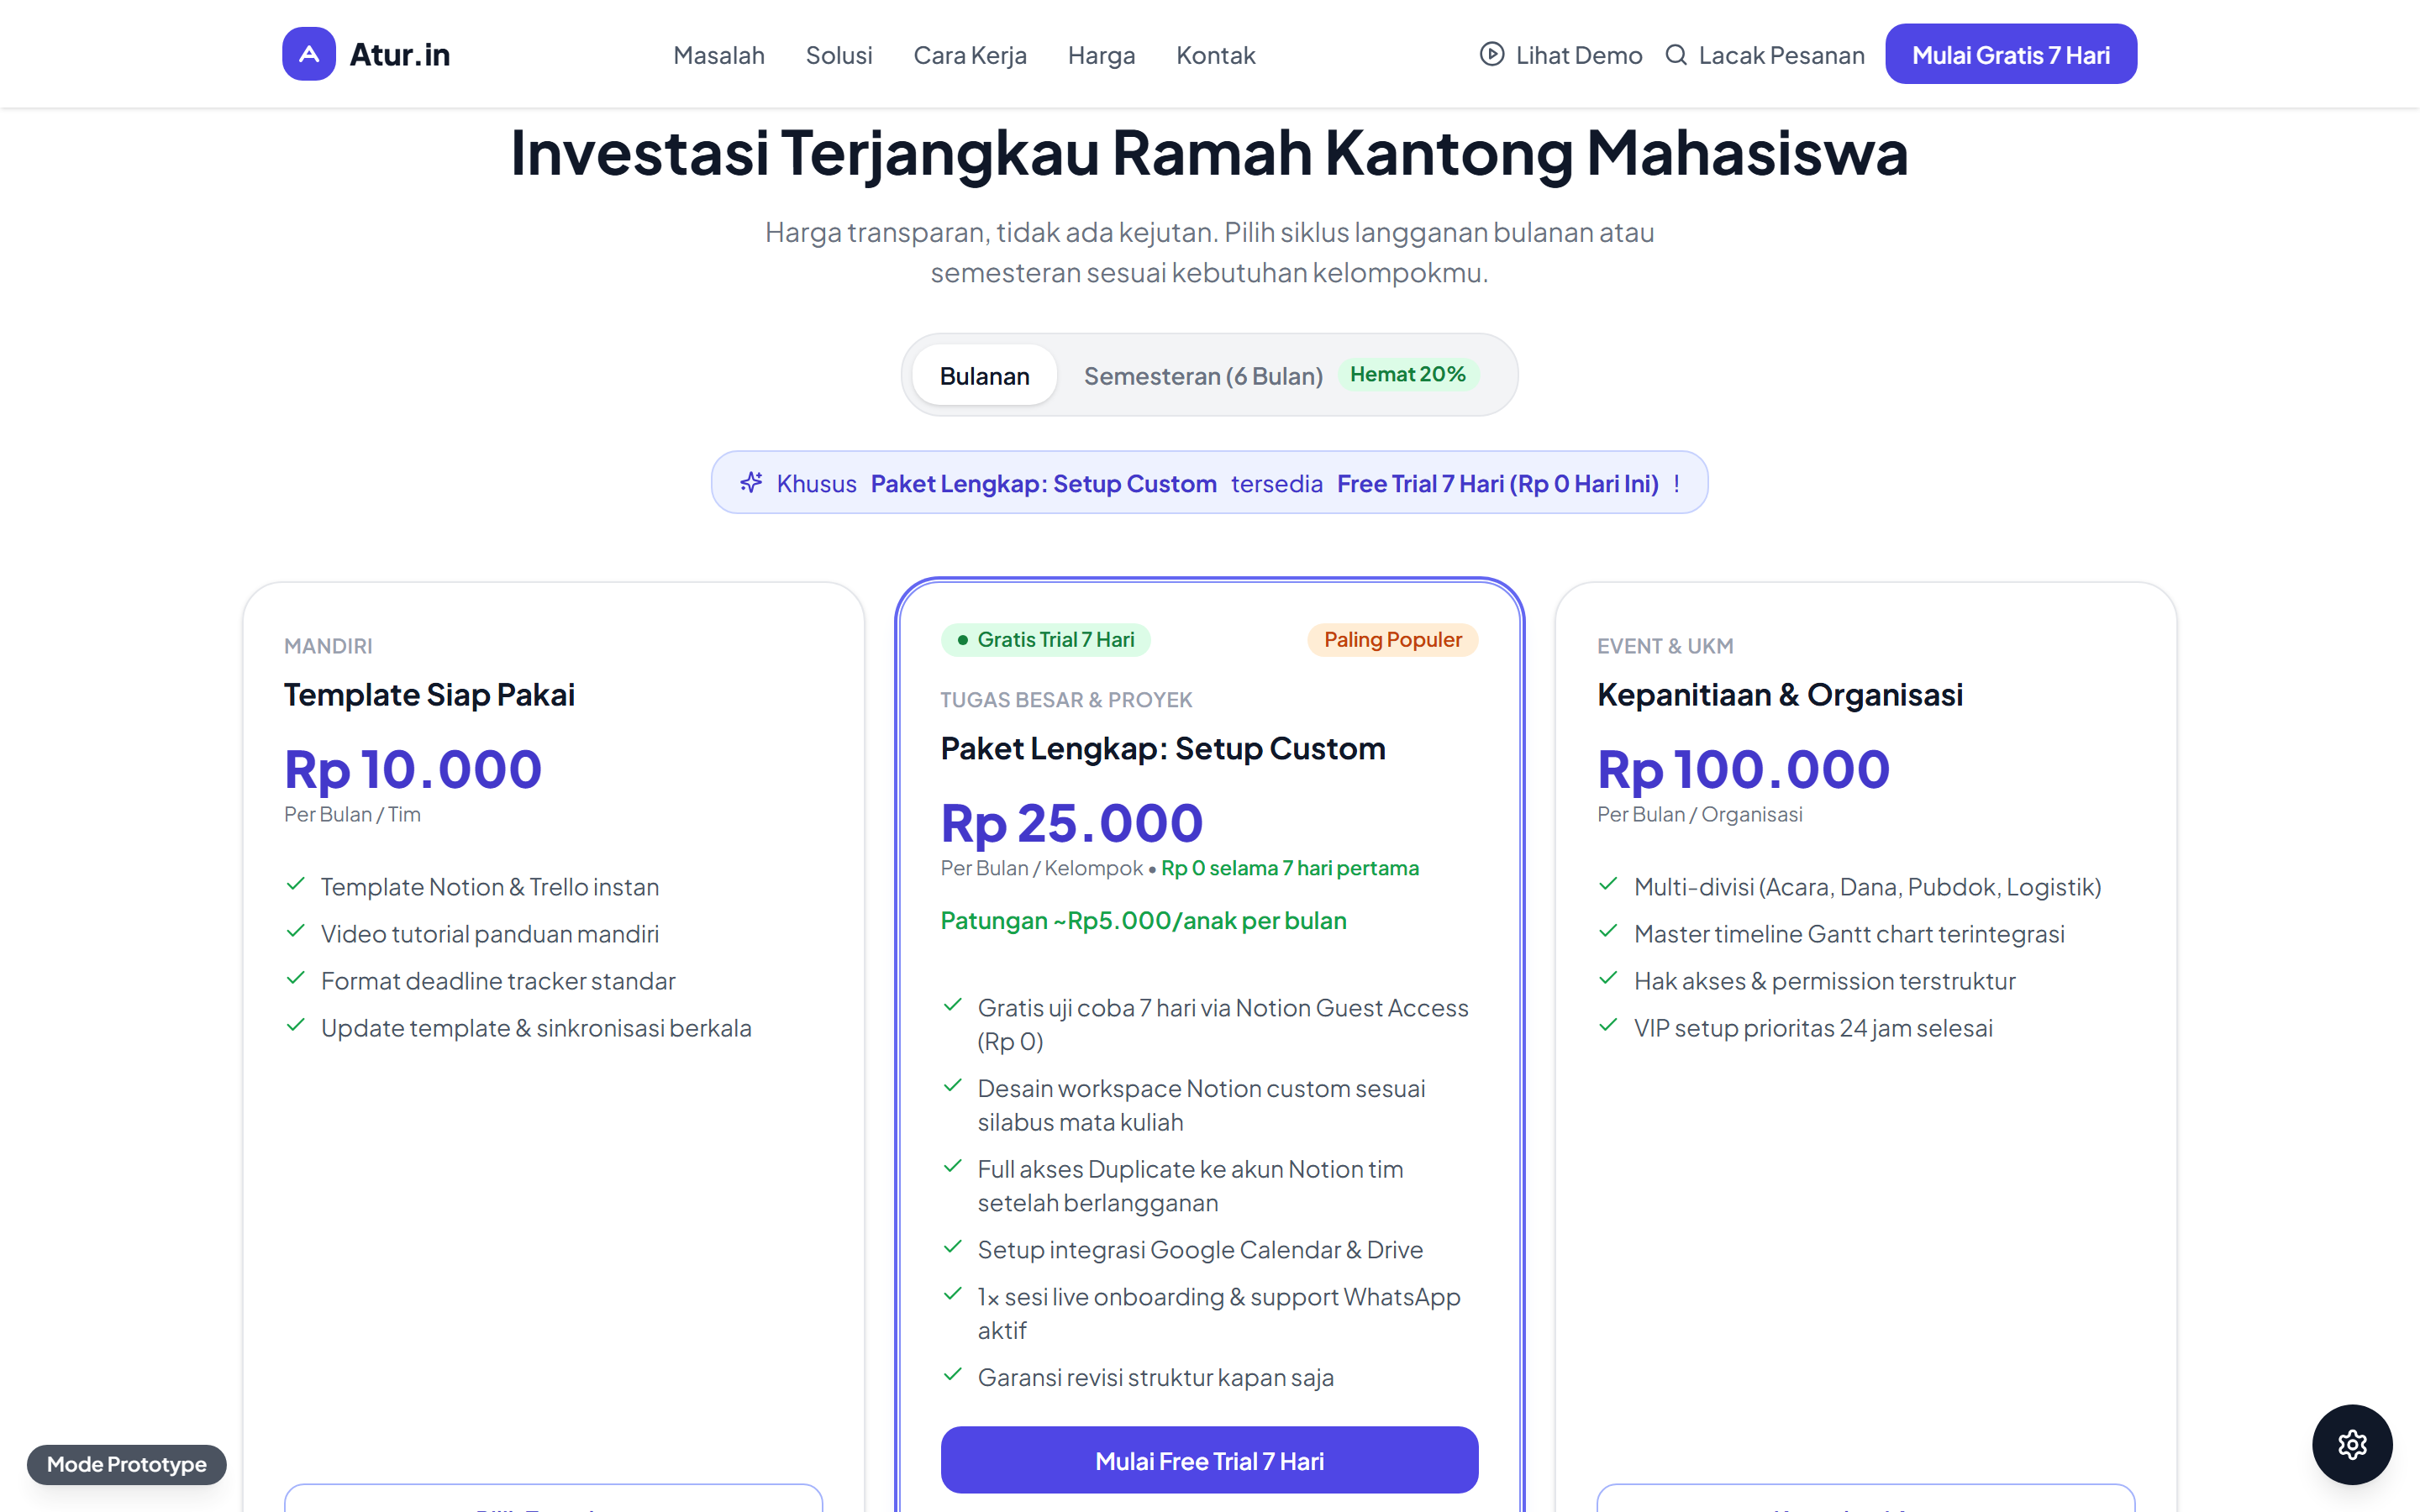 Atur.in
Masalah
Solusi
Cara Kerja
Harga
Kontak
Lihat Demo
Lacak Pesanan
Mulai Gratis 7 Hari
Investasi Terjangkau Ramah Kantong Mahasiswa
Harga transparan, tidak ada kejutan. Pilih siklus langganan bulanan atau
semesteran sesuai kebutuhan kelompokmu.
Bulanan
Semesteran (6 Bulan)
Hemat 20%
Khusus Paket Lengkap: Setup Custom tersedia Free Trial 7 Hari (Rp 0 Hari Ini) !
MANDIRI
Template Siap Pakai
Rp 10.000
Per Bulan / Tim
Template Notion & Trello instan
Video tutorial panduan mandiri
Format deadline tracker standar
Update template & sinkronisasi berkala
Gratis Trial 7 Hari
Paling Populer
TUGAS BESAR & PROYEK
Paket Lengkap: Setup Custom
Rp 25.000
Per Bulan / Kelompok • Rp 0 selama 7 hari pertama
Patungan ~Rp5.000/anak per bulan
Gratis uji coba 7 hari via Notion Guest Access
(Rp 0)
Desain workspace Notion custom sesuai
silabus mata kuliah
Full akses Duplicate ke akun Notion tim
setelah berlangganan
Setup integrasi Google Calendar & Drive
1× sesi live onboarding & support WhatsApp
aktif
Garansi revisi struktur kapan saja
Mulai Free Trial 7 Hari
EVENT & UKM
Kepanitiaan & Organisasi
Rp 100.000
Per Bulan / Organisasi
Multi-divisi (Acara, Dana, Pubdok, Logistik)
Master timeline Gantt chart terintegrasi
Hak akses & permission terstruktur
VIP setup prioritas 24 jam selesai
Mode Prototype